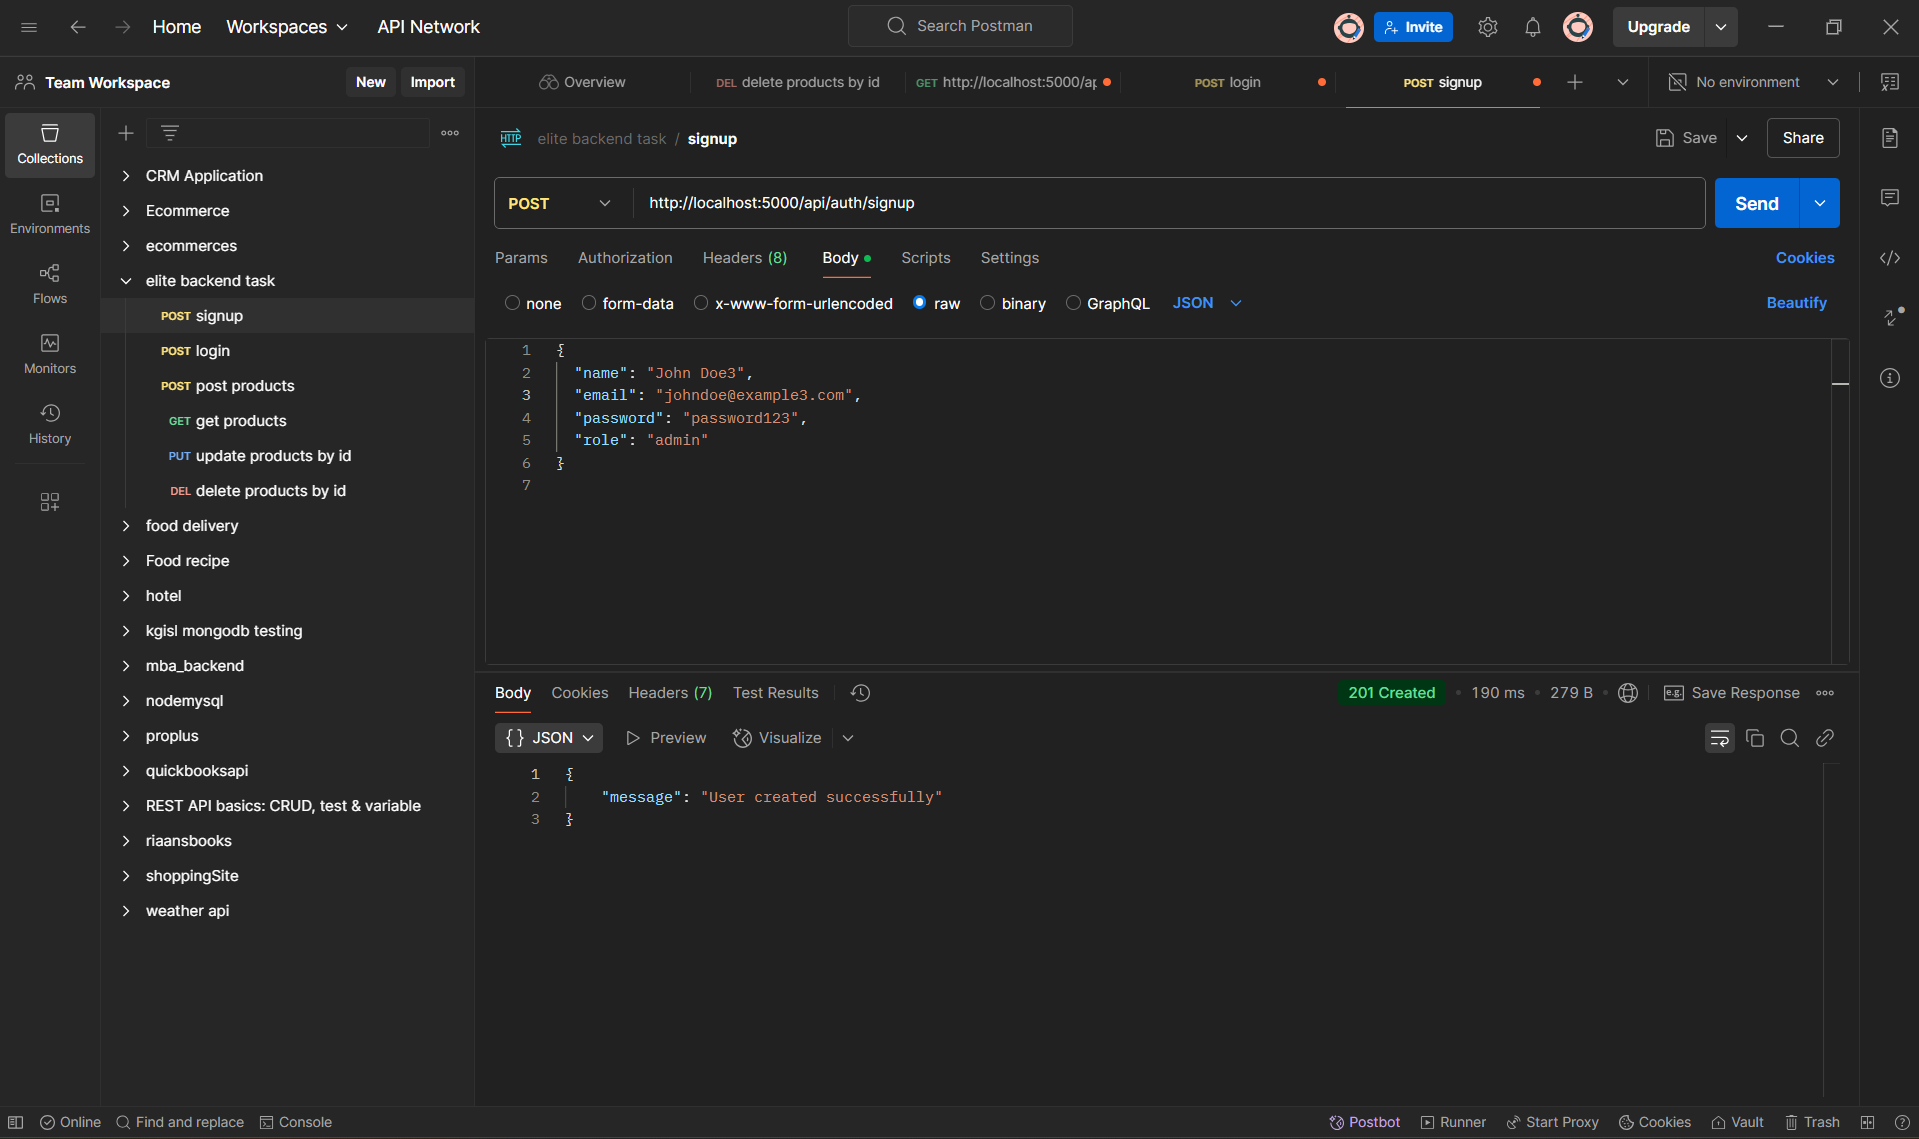 Home Workspaces API Network Search Postman Invite Upgrade
Team Workspace New Import Overview DEL delete products by id GET http://localhost:5000/ap POST login POST signup No environment
Collections
Environments
Flows
Monitors
History
CRM Application
Ecommerce
ecommerces
elite backend task
POST signup
POST login
POST post products
GET get products
PUT update products by id
DEL delete products by id
food delivery
Food recipe
hotel
kgisl mongodb testing
mba_backend
nodemysql
proplus
quickbooksapi
REST API basics: CRUD, test & variable
riaansbooks
shoppingSite
weather api
HTTP elite backend task / signup Save Share
POST http://localhost:5000/api/auth/signup Send
Params Authorization Headers (8) Body Scripts Settings Cookies
none form-data x-www-form-urlencoded raw binary GraphQL JSON Beautify
1 {
2 "name": "John Doe3",
3 "email": "johndoe@example3.com",
4 "password": "password123",
5 "role": "admin"
6 }
7
Body Cookies Headers (7) Test Results 201 Created • 190 ms • 279 B • e.g. Save Response
{} JSON Preview Visualize
1 {
2 "message": "User created successfully"
3 }
Online Find and replace Console Postbot Runner Start Proxy Cookies Vault Trash